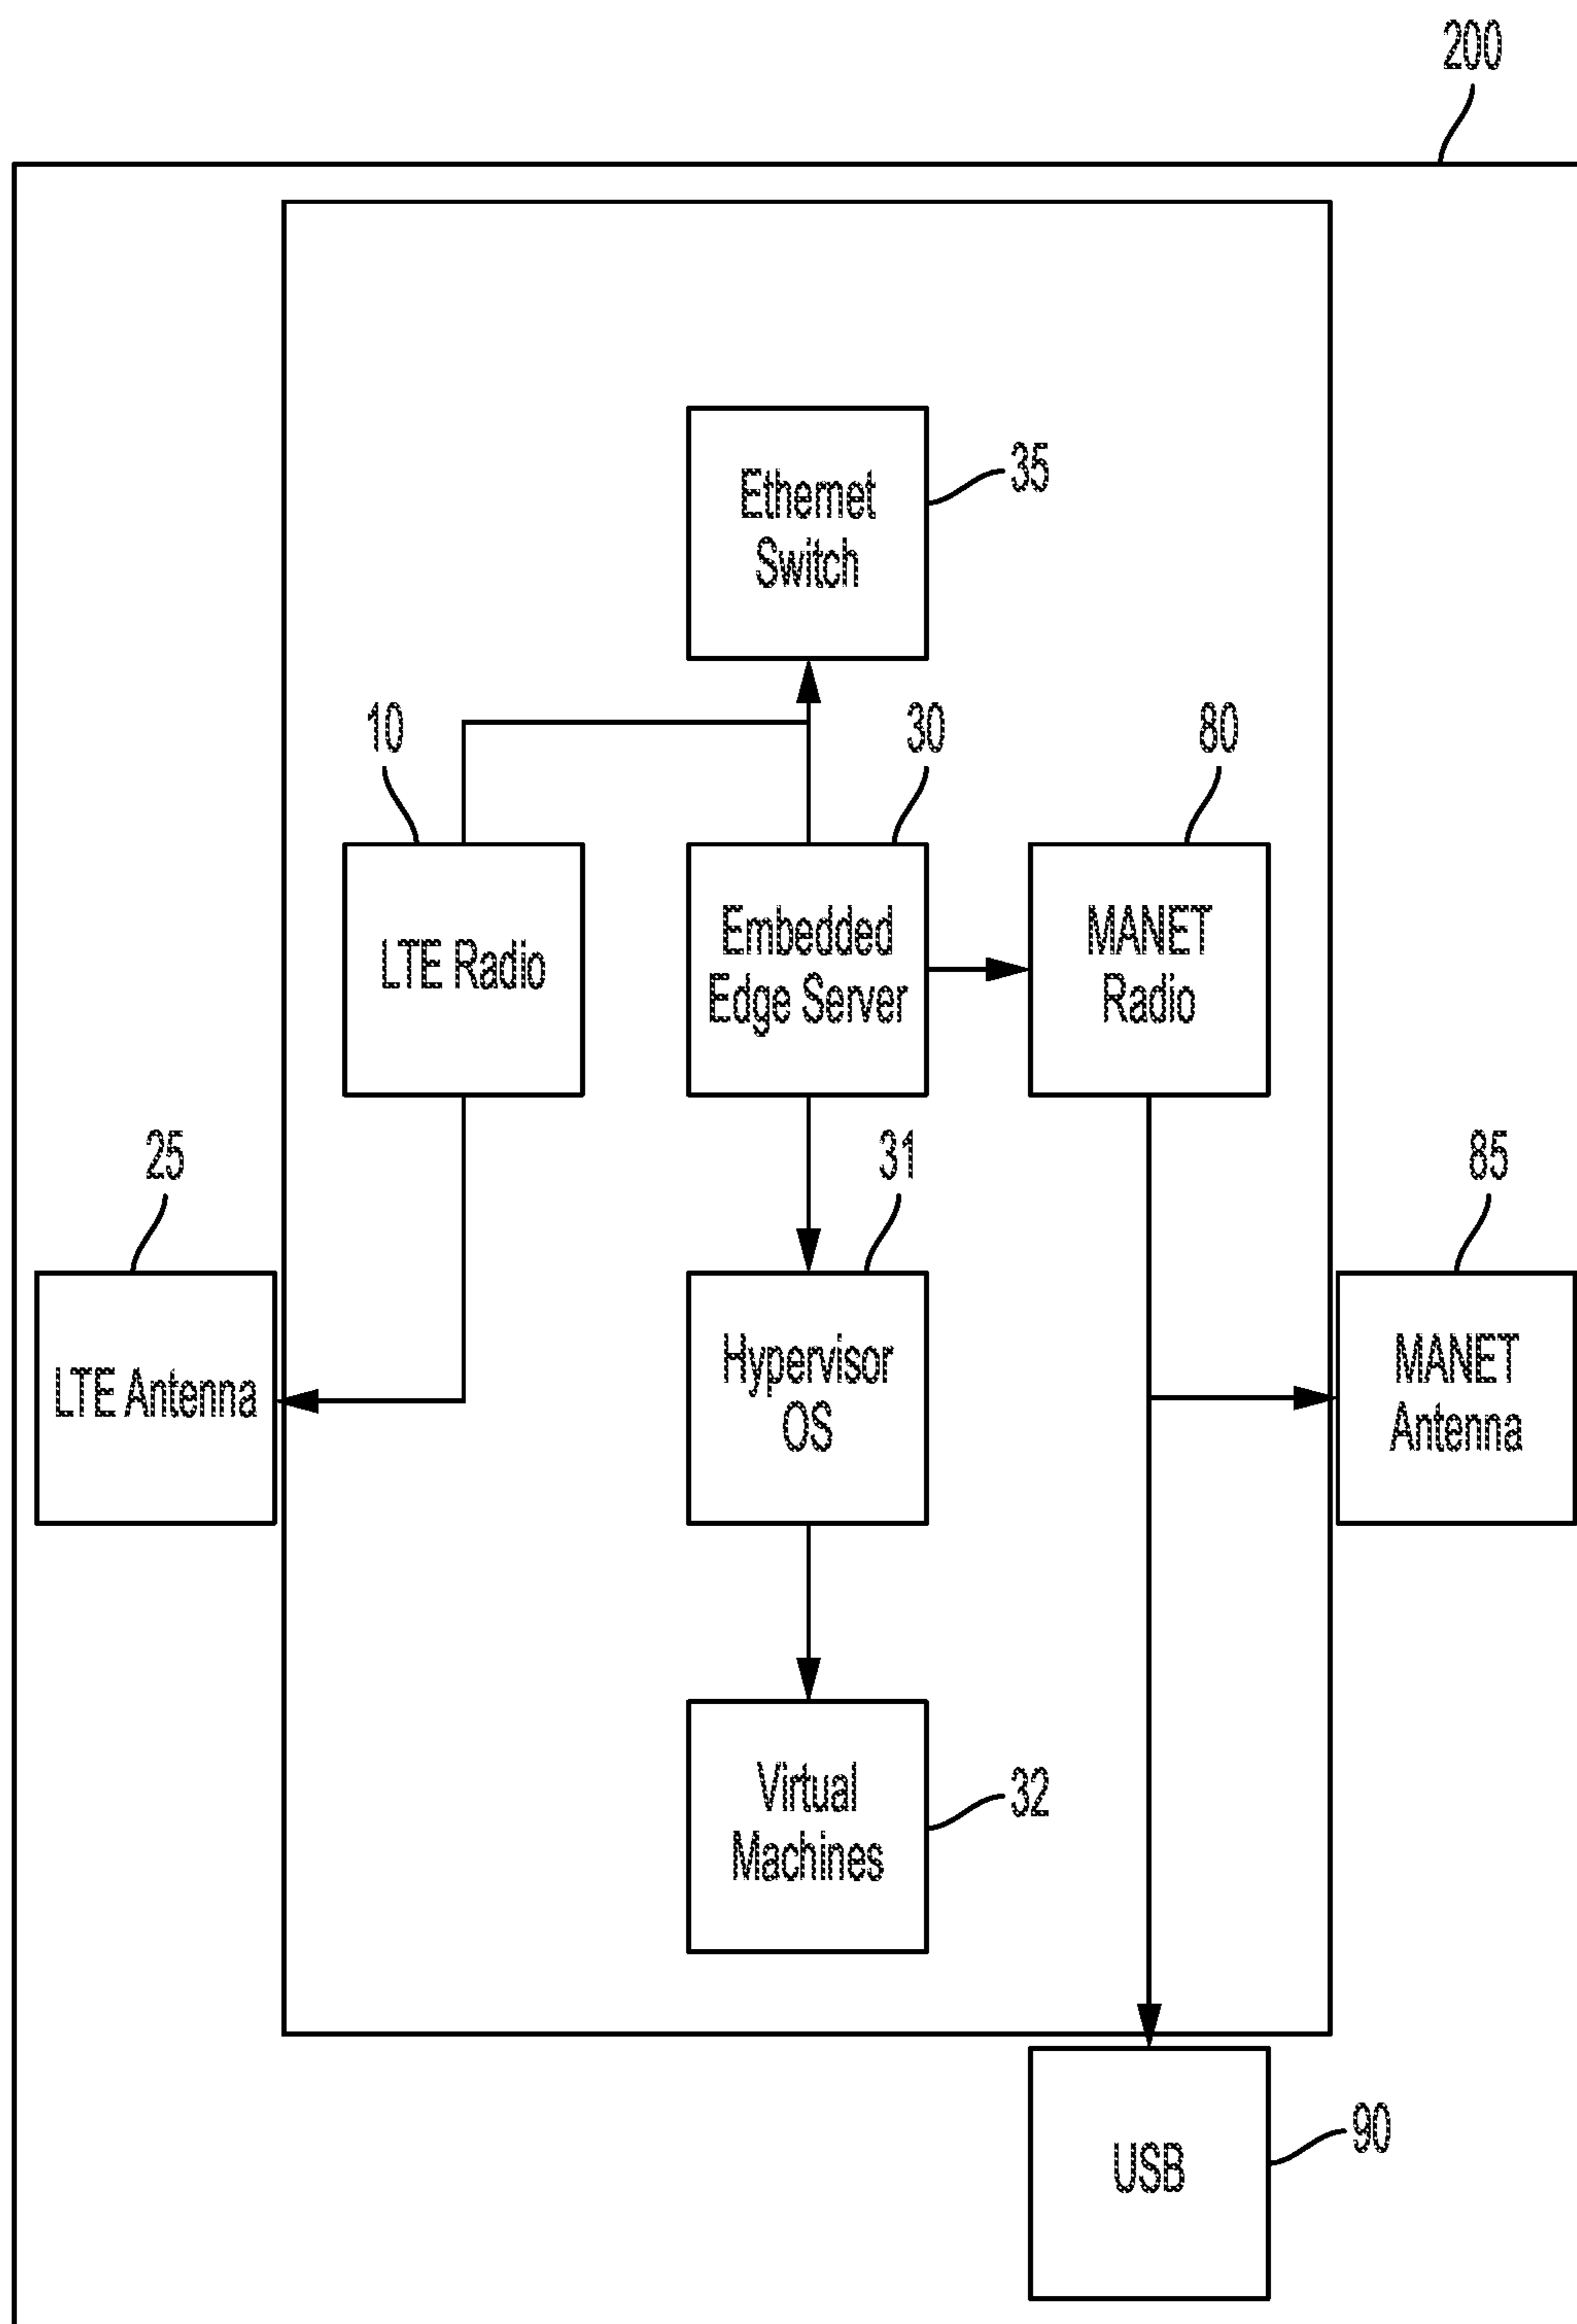 200
Ethernet
Switch
35
10
30
80
LTE Radio
Embedded
Edge Server
MANET
Radio
25
31
85
LTE Antenna
Hypervisor
OS
MANET
Antenna
Virtual
Machines
32
USB
90